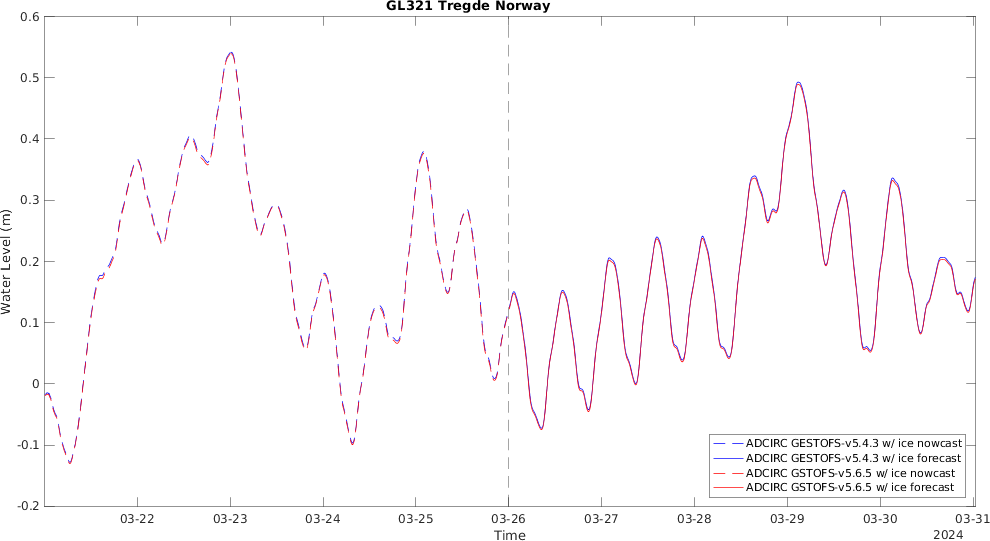 GL321 Tregde Norway
0.6
0.5
0.4
0.3
0.2
0.1
0
-0.1
-0.2
Water Level (m)
03-22 03-23 03-24 03-25 03-26 03-27 03-28 03-29 03-30 03-31
Time
2024
ADCIRC GESTOFS-v5.4.3 w/ ice nowcast
ADCIRC GESTOFS-v5.4.3 w/ ice forecast
ADCIRC GSTOFS-v5.6.5 w/ ice nowcast
ADCIRC GSTOFS-v5.6.5 w/ ice forecast